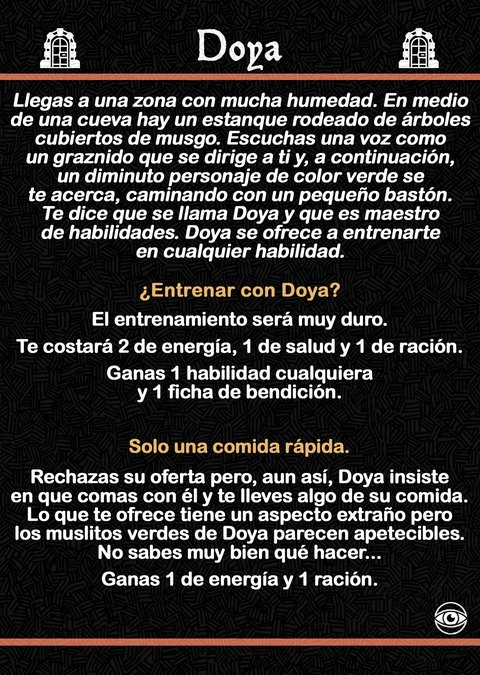 Doya
Llegas a una zona con mucha humedad. En medio
de una cueva hay un estanque rodeado de árboles
cubiertos de musgo. Escuchas una voz como
un graznido que se dirige a ti y, a continuación,
un diminuto personaje de color verde se
te acerca, caminando con un pequeño bastón.
Te dice que se llama Doya y que es maestro
de habilidades. Doya se ofrece a entrenarte
en cualquier habilidad.
¿Entrenar con Doya?
El entrenamiento será muy duro.
Te costará 2 de energía, 1 de salud y 1 de ración.
Ganas 1 habilidad cualquiera
y 1 ficha de bendición.
Solo una comida rápida.
Rechazas su oferta pero, aun así, Doya insiste
en que comas con él y te lleves algo de su comida.
Lo que te ofrece tiene un aspecto extraño pero
los muslitos verdes de Doya parecen apetecibles.
No sabes muy bien qué hacer...
Ganas 1 de energía y 1 ración.